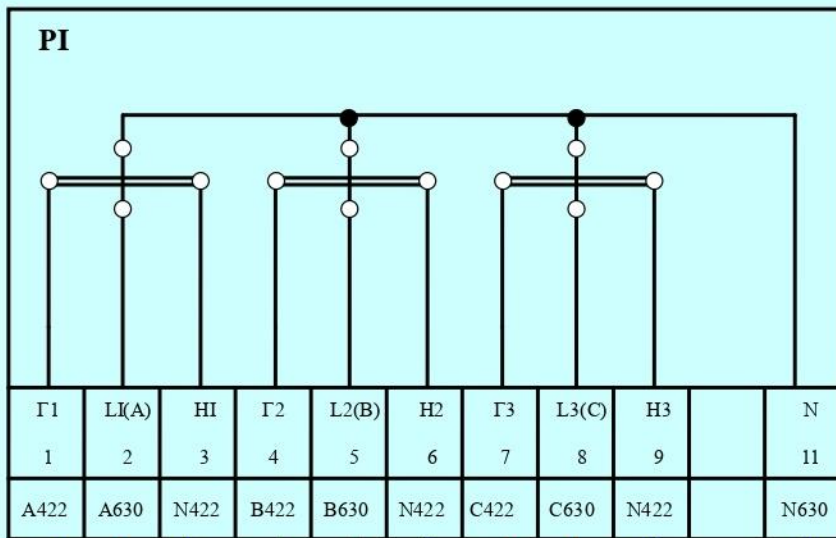 PI
Г1 LI(A) HI Г2 L2(B) H2 Г3 L3(C) H3 N
1 2 3 4 5 6 7 8 9 11
A422 A630 N422 B422 B630 N422 C422 C630 N422 N630